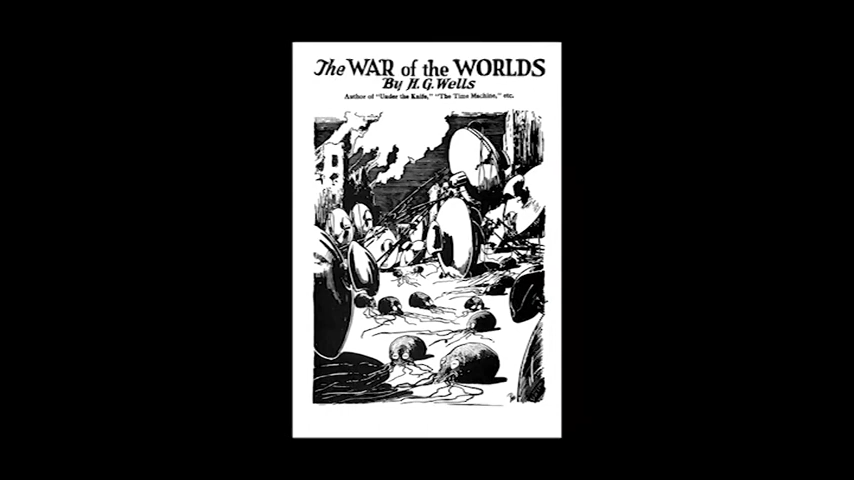 The WAR of the WORLDS
By H. G. Wells
Author of "Under the Knife," "The Time Machine," etc.